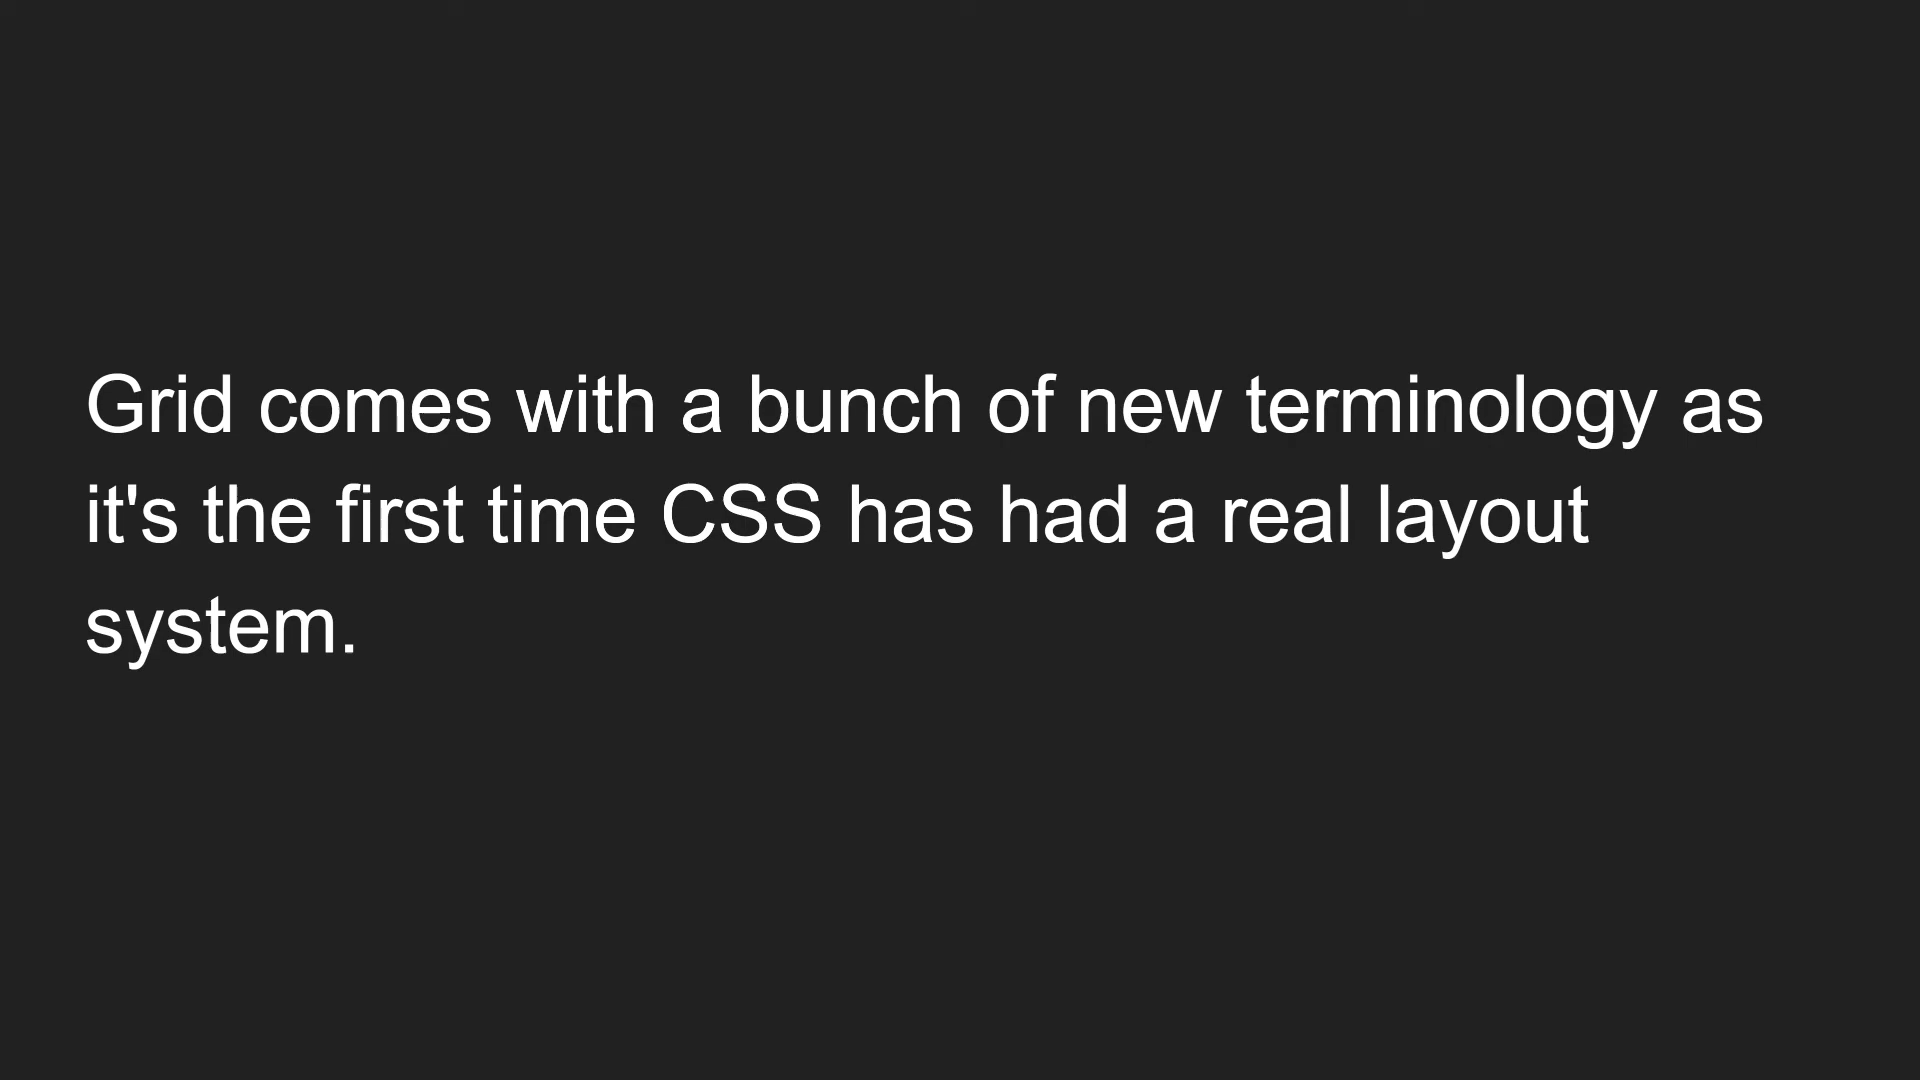 Grid comes with a bunch of new terminology as
it's the first time CSS has had a real layout
system.